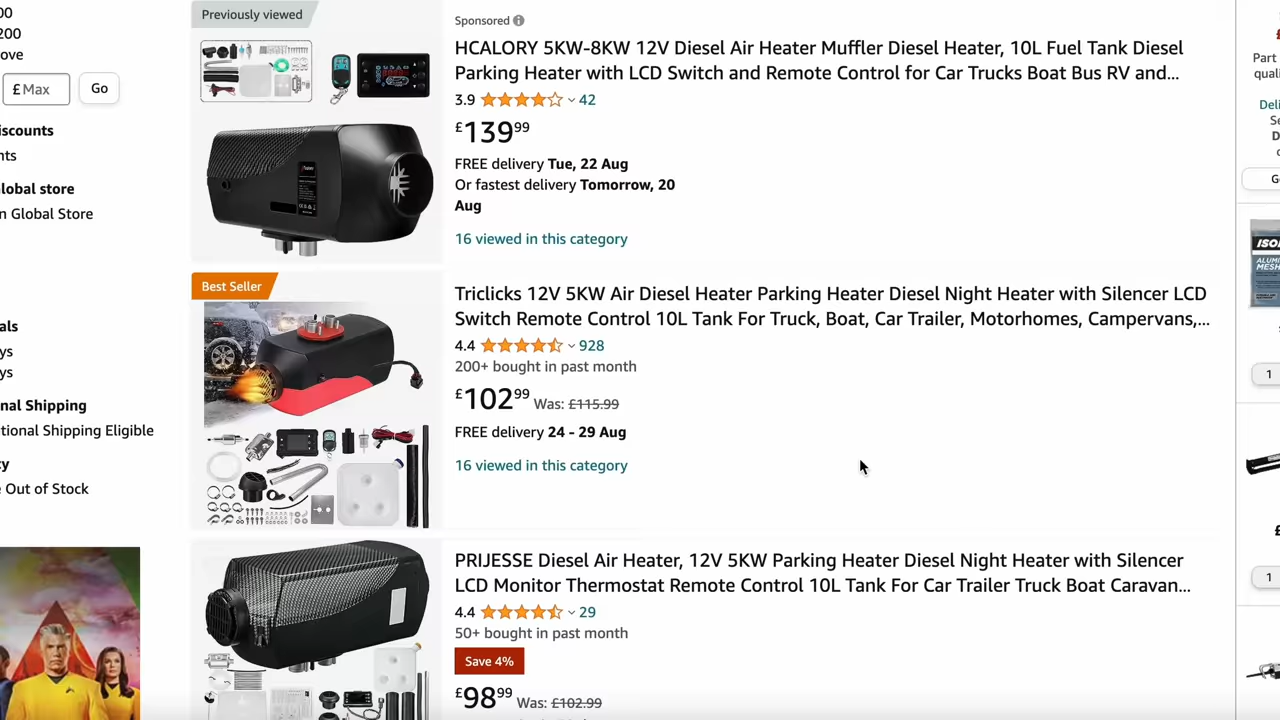 00
200
ove
£ Max
Go
iscounts
nts
lobal store
n Global Store
als
ys
ys
nal Shipping
tional Shipping Eligible
y
e Out of Stock
Previously viewed
Sponsored
HCALORY 5KW-8KW 12V Diesel Air Heater Muffler Diesel Heater, 10L Fuel Tank Diesel
Parking Heater with LCD Switch and Remote Control for Car Trucks Boat Bus RV and...
3.9 42
£139.99
FREE delivery Tue, 22 Aug
Or fastest delivery Tomorrow, 20
Aug
16 viewed in this category
Best Seller
Triclicks 12V 5KW Air Diesel Heater Parking Heater Diesel Night Heater with Silencer LCD
Switch Remote Control 10L Tank For Truck, Boat, Car Trailer, Motorhomes, Campervans,...
4.4 928
200+ bought in past month
£102.99 Was: £115.99
FREE delivery 24 - 29 Aug
16 viewed in this category
PRIJESSE Diesel Air Heater, 12V 5KW Parking Heater Diesel Night Heater with Silencer
LCD Monitor Thermostat Remote Control 10L Tank For Car Trailer Truck Boat Caravan...
4.4 29
50+ bought in past month
Save 4%
£98.99 Was: £102.99
Part
quali
Deli
Se
D
G
ISO
ALUMI
MESH
1
£
1